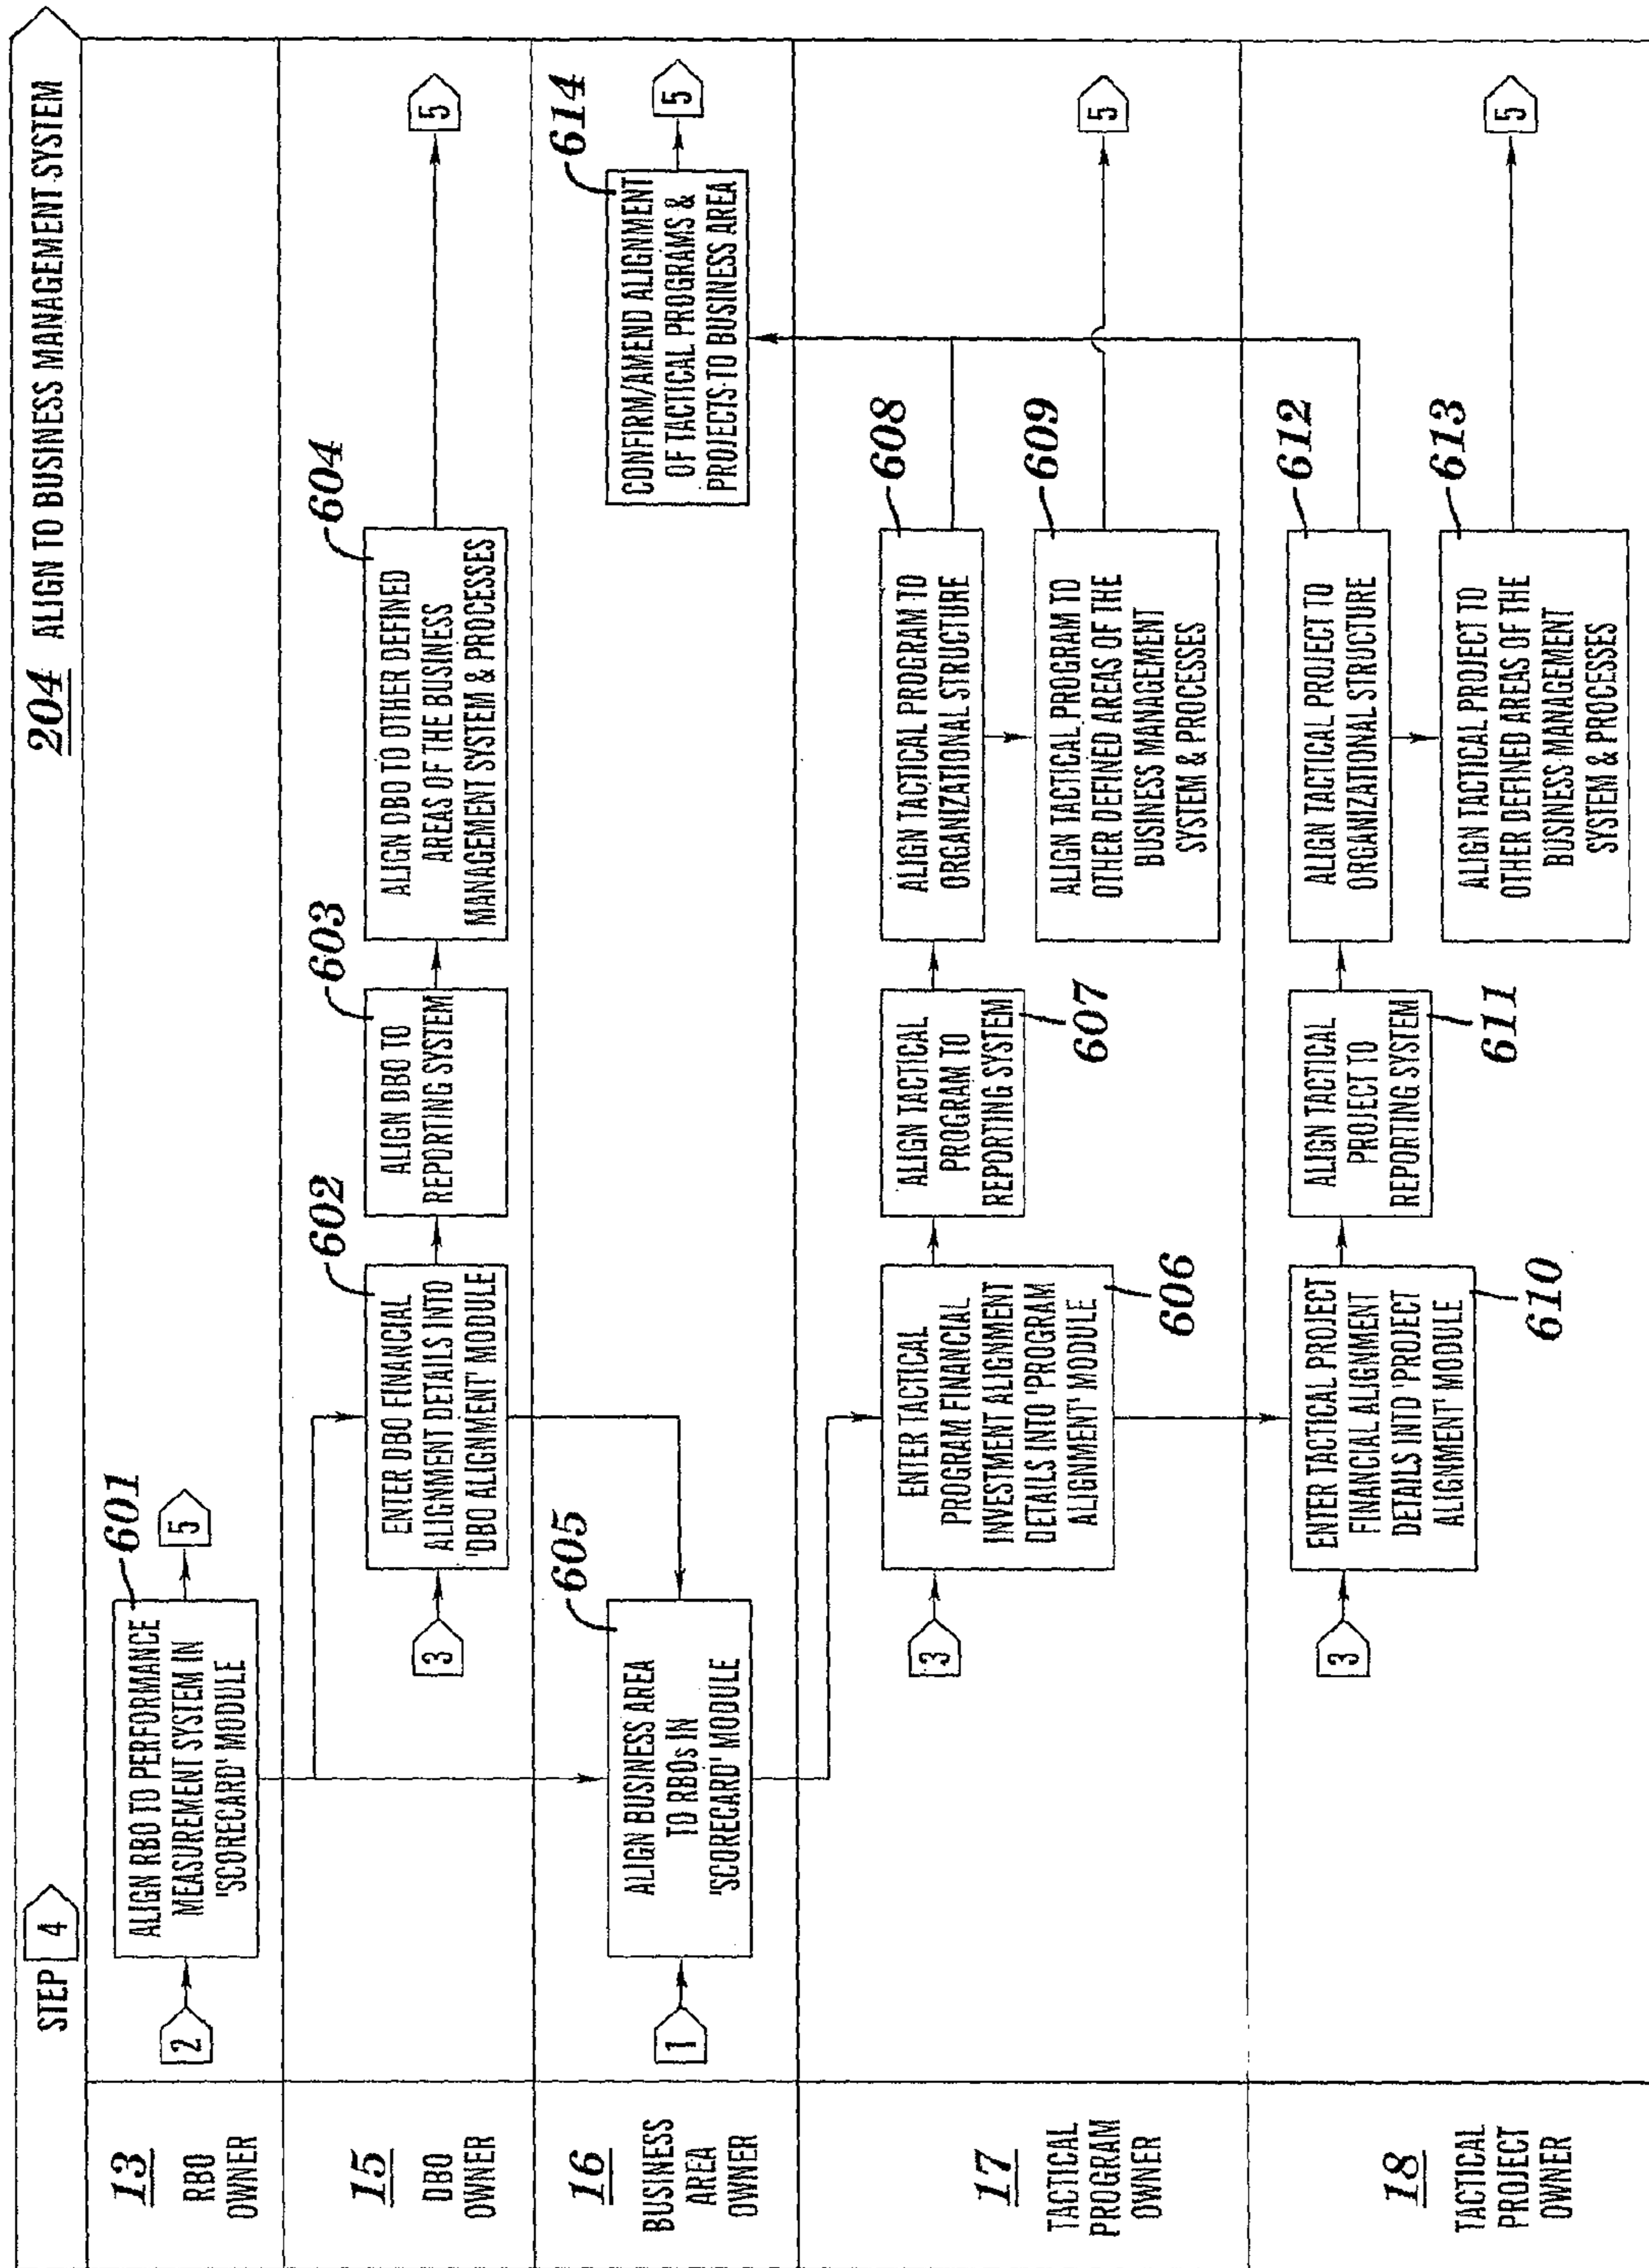 STEP 4
204 ALIGN TO BUSINESS MANAGEMENT SYSTEM
13
RBO
OWNER
2
ALIGN RBO TO PERFORMANCE
MEASUREMENT SYSTEM IN
'SCORECARD' MODULE
601
5
15
DBO
OWNER
3
ENTER DBO FINANCIAL
ALIGNMENT DETAILS INTO
'DBO ALIGNMENT' MODULE
602
ALIGN DBO TO
REPORTING SYSTEM
603
ALIGN DBO TO OTHER DEFINED
AREAS OF THE BUSINESS
MANAGEMENT SYSTEM & PROCESSES
604
5
16
BUSINESS
AREA
OWNER
1
ALIGN BUSINESS AREA
TO RBOs IN
'SCORECARD' MODULE
605
CONFIRM/AMEND ALIGNMENT
OF TACTICAL PROGRAMS &
PROJECTS TO BUSINESS AREA
614
5
17
TACTICAL
PROGRAM
OWNER
3
ENTER TACTICAL
PROGRAM FINANCIAL
INVESTMENT ALIGNMENT
DETAILS INTO 'PROGRAM
ALIGNMENT' MODULE
606
ALIGN TACTICAL
PROGRAM TO
REPORTING SYSTEM
607
ALIGN TACTICAL PROGRAM TO
ORGANIZATIONAL STRUCTURE
608
ALIGN TACTICAL PROGRAM TO
OTHER DEFINED AREAS OF THE
BUSINESS MANAGEMENT
SYSTEM & PROCESSES
609
5
18
TACTICAL
PROJECT
OWNER
3
ENTER TACTICAL PROJECT
FINANCIAL ALIGNMENT
DETAILS INTO 'PROJECT
ALIGNMENT' MODULE
610
ALIGN TACTICAL
PROJECT TO
REPORTING SYSTEM
611
ALIGN TACTICAL PROJECT TO
ORGANIZATIONAL STRUCTURE
612
ALIGN TACTICAL PROJECT TO
OTHER DEFINED AREAS OF THE
BUSINESS MANAGEMENT
SYSTEM & PROCESSES
613
5